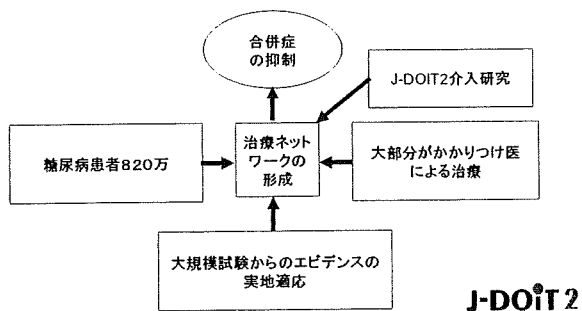 合併症
の抑制
J-DOIT2介入研究
糖尿病患者820万
治療ネット
ワークの
形成
大部分がかかりつけ医
による治療
大規模試験からのエビデンスの
実地適応
J-DOiT 2